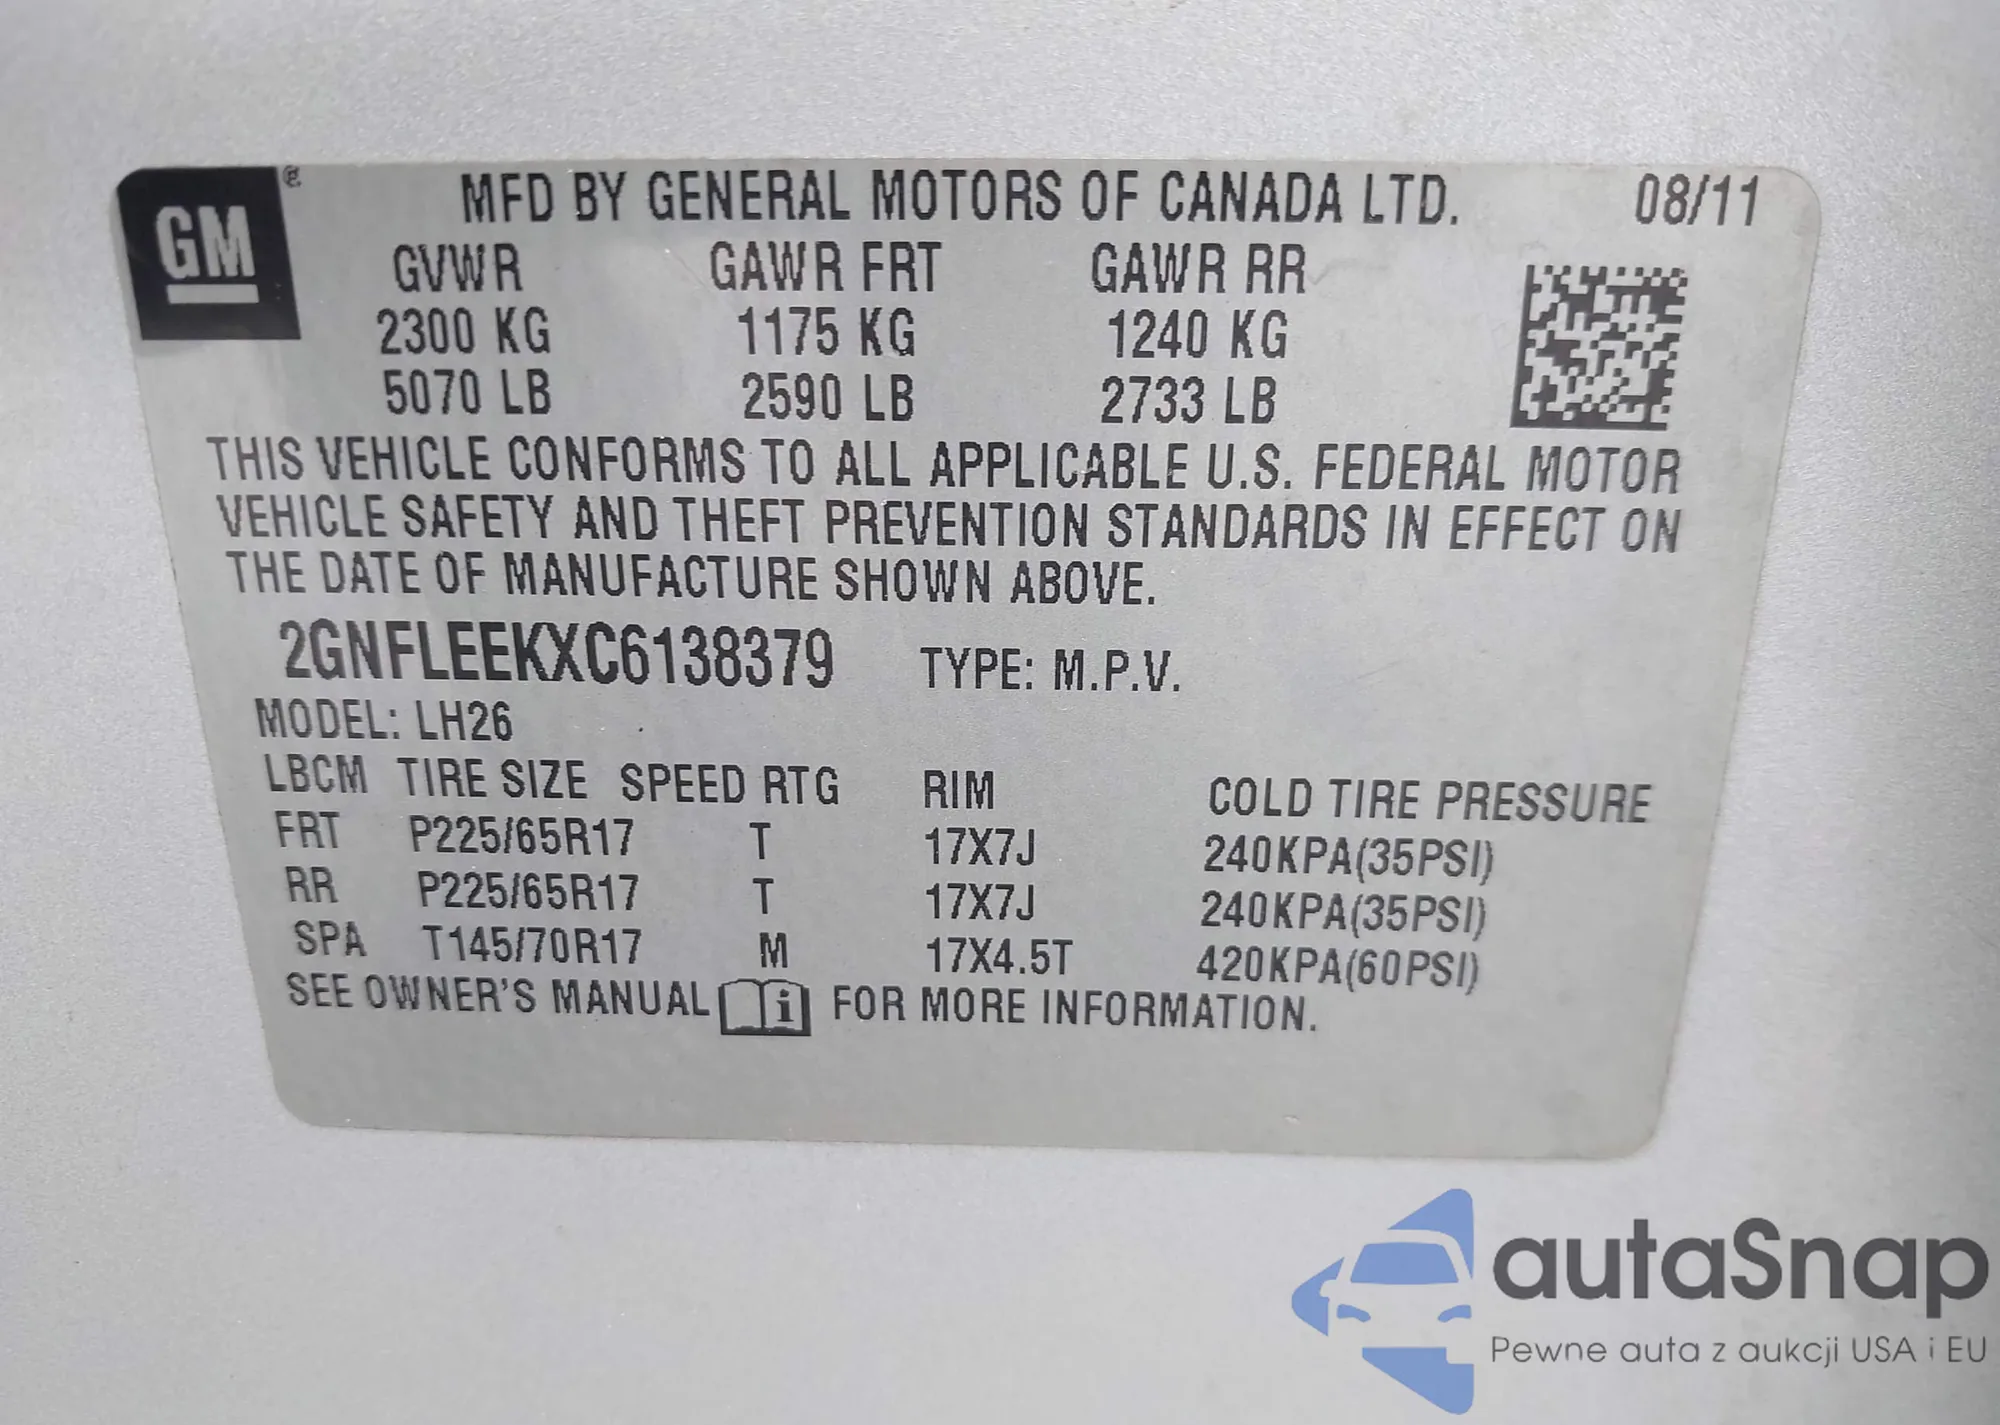 GM ®
MFD BY GENERAL MOTORS OF CANADA LTD. 08/11
GVWR GAWR FRT GAWR RR
2300 KG 1175 KG 1240 KG
5070 LB 2590 LB 2733 LB
THIS VEHICLE CONFORMS TO ALL APPLICABLE U.S. FEDERAL MOTOR
VEHICLE SAFETY AND THEFT PREVENTION STANDARDS IN EFFECT ON
THE DATE OF MANUFACTURE SHOWN ABOVE.
2GNFLEEKXC6138379 TYPE: M.P.V.
MODEL: LH26
LBCM TIRE SIZE SPEED RTG RIM COLD TIRE PRESSURE
FRT P225/65R17 T 17X7J 240KPA(35PSI)
RR P225/65R17 T 17X7J 240KPA(35PSI)
SPA T145/70R17 M 17X4.5T 420KPA(60PSI)
SEE OWNER'S MANUAL i FOR MORE INFORMATION.
autaSnap
Pewne auta z aukcji USA i EU